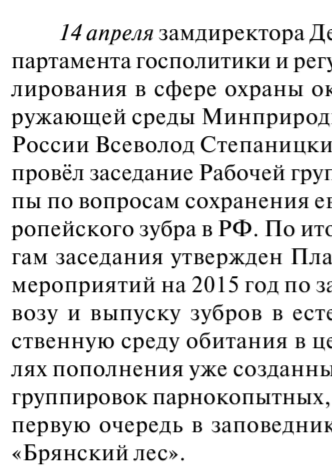 14 апреля замдиректора Де
партамента госполитики и регу
лирования в сфере охраны ок
ружающей среды Минприрод
России Всеволод Степаницки
провёл заседание Рабочей груп
пы по вопросам сохранения ев
ропейского зубра в РФ. По ито
гам заседания утвержден Пла
мероприятий на 2015 год по за
возу и выпуску зубров в есте
ственную среду обитания в це
лях пополнения уже созданны
группировок парнокопытных,
первую очередь в заповедник
«Брянский лес».